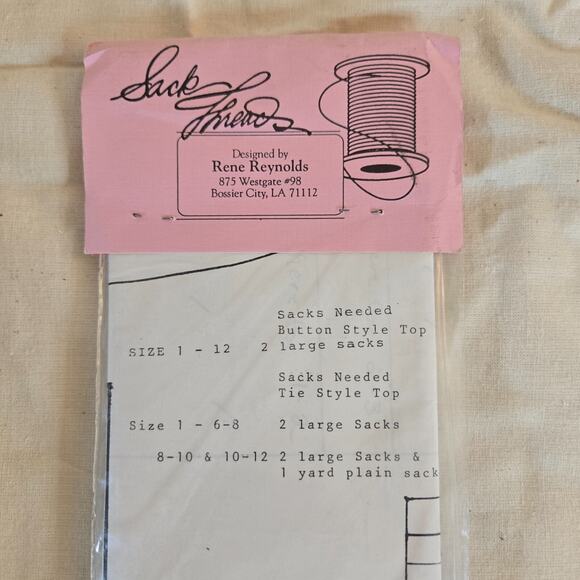 Sack
Threads
Designed by
Rene Reynolds
875 Westgate #98
Bossier City, LA 71112
Sacks Needed
Button Style Top
SIZE 1 - 12 2 large sacks
Sacks Needed
Tie Style Top
Size 1 - 6-8 2 large Sacks
8-10 & 10-12 2 large Sacks &
1 yard plain sack